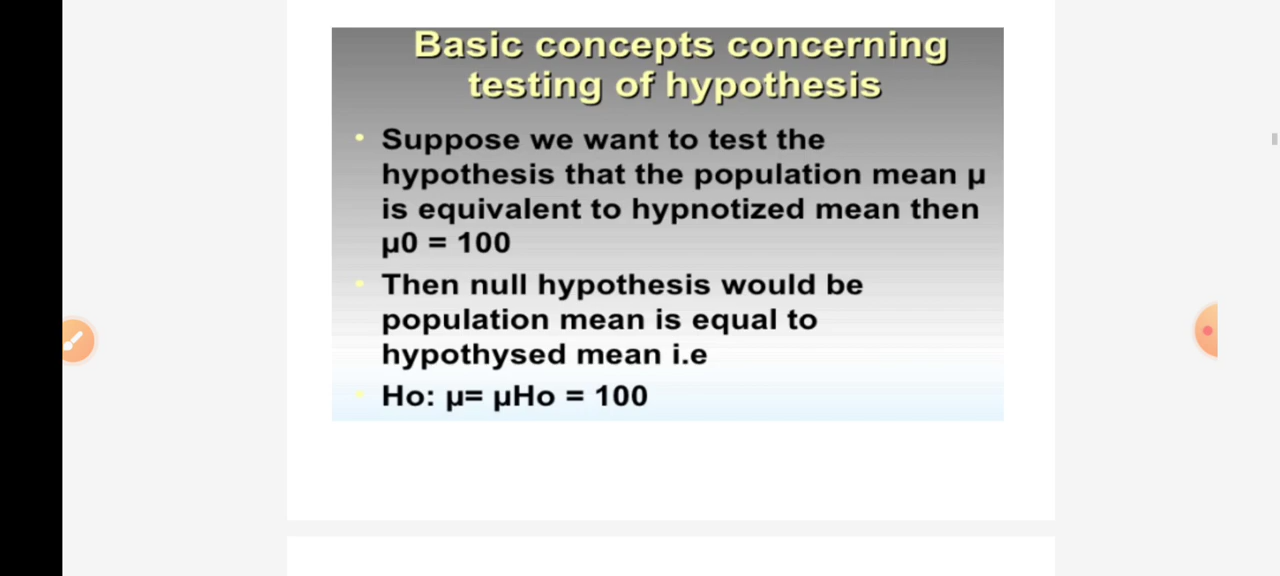 Basic concepts concerning
testing of hypothesis
• Suppose we want to test the
hypothesis that the population mean µ
is equivalent to hypnotized mean then
µ0 = 100
• Then null hypothesis would be
population mean is equal to
hypothysed mean i.e
• Ho: µ= µHo = 100